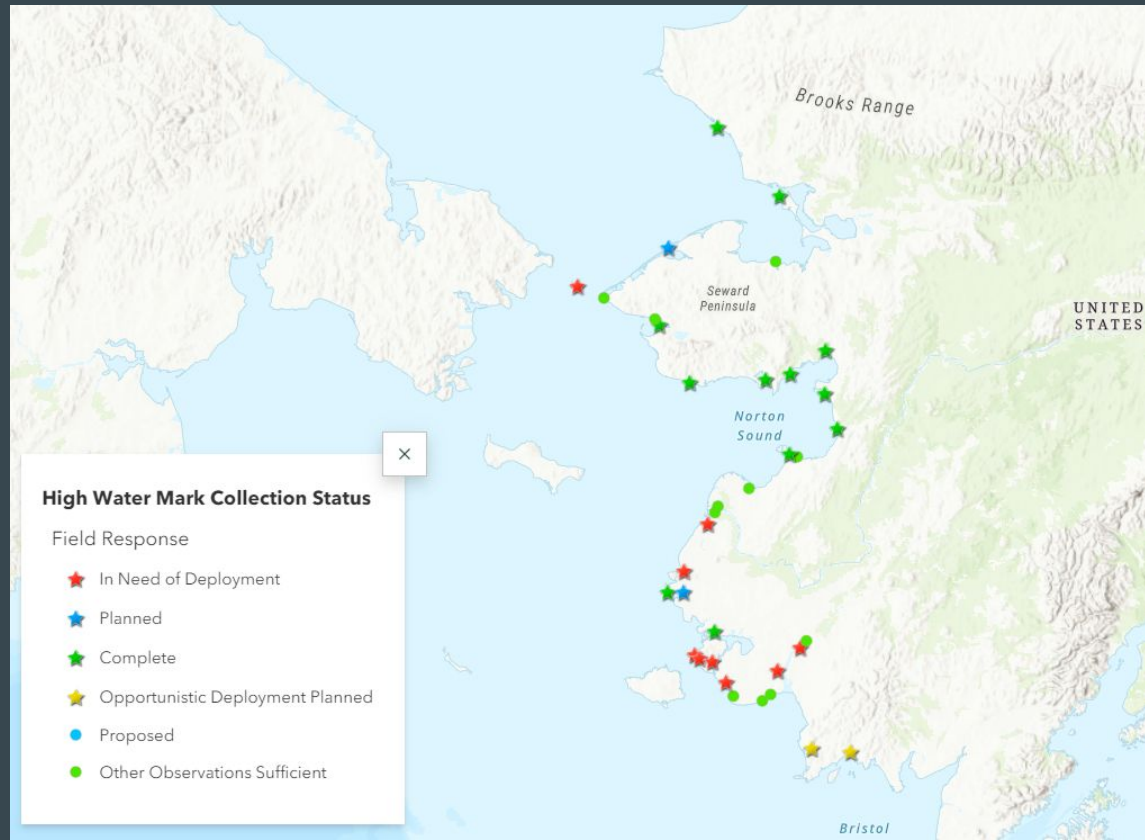 Brooks Range
Seward
Peninsula
UNITED
STATES
Norton
Sound
High Water Mark Collection Status
Field Response
In Need of Deployment
Planned
Complete
Opportunistic Deployment Planned
Proposed
Other Observations Sufficient
Bristol